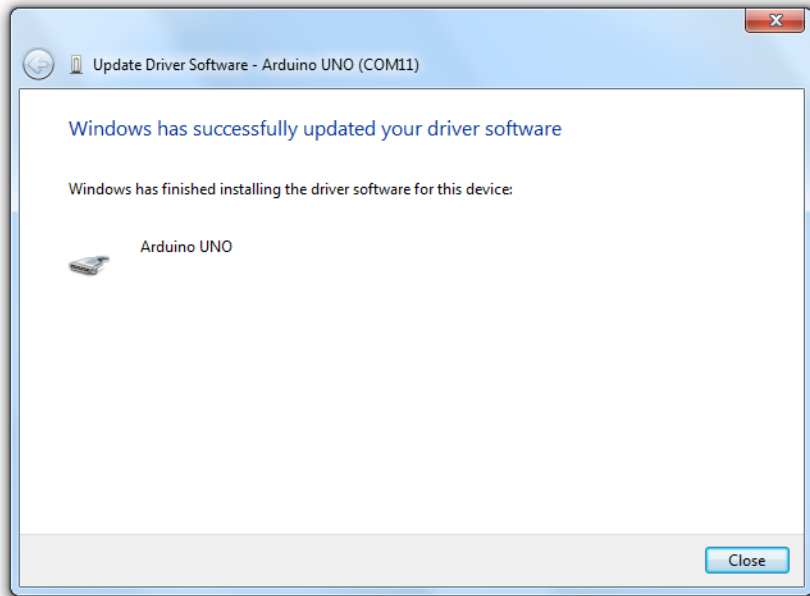 Update Driver Software - Arduino UNO (COM11)
Windows has successfully updated your driver software
Windows has finished installing the driver software for this device:
Arduino UNO
Close